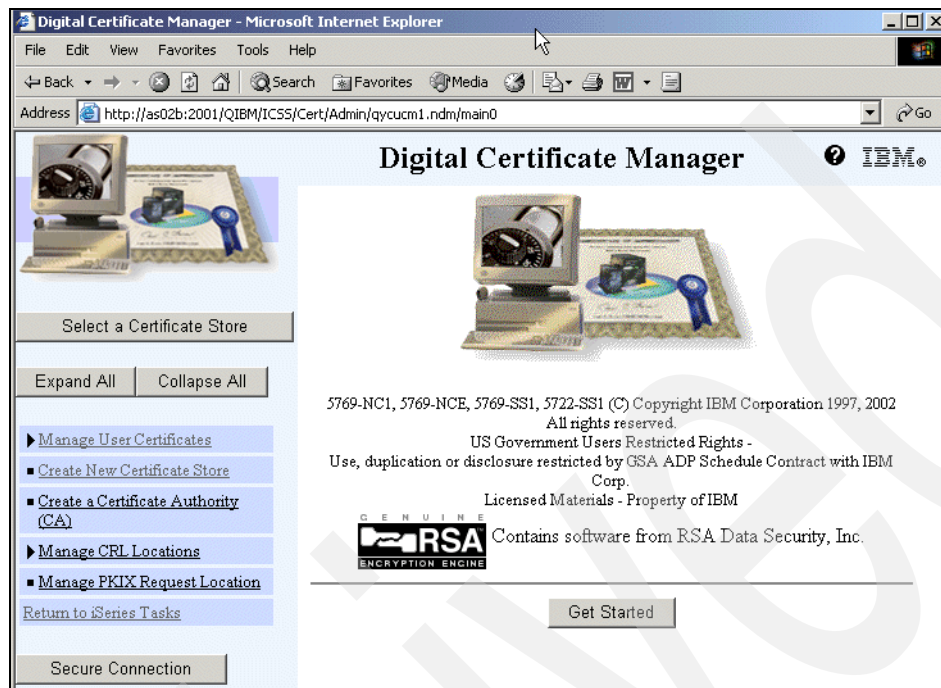 Digital Certificate Manager - Microsoft Internet Explorer
File Edit View Favorites Tools Help
Back Search Favorites Media
Address http://as02b:2001/QIBM/ICSS/Cert/Admin/qycucm1.ndm/main0 Go
Digital Certificate Manager ? IBM®
Select a Certificate Store
Expand All Collapse All
Manage User Certificates
Create New Certificate Store
Create a Certificate Authority
(CA)
Manage CRL Locations
Manage PKIX Request Location
Return to iSeries Tasks
Secure Connection
5769-NC1, 5769-NCE, 5769-SS1, 5722-SS1 (C) Copyright IBM Corporation 1997, 2002
All rights reserved.
US Government Users Restricted Rights -
Use, duplication or disclosure restricted by GSA ADP Schedule Contract with IBM
Corp.
Licensed Materials - Property of IBM
GENUINE
RSA
ENCRYPTION ENGINE
Contains software from RSA Data Security, Inc.
Get Started